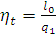 η_t = l_0 / q_1